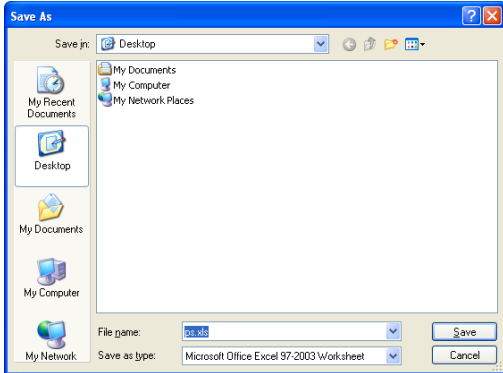 Save As
Save in: Desktop
My Documents
My Computer
My Network Places
My Recent
Documents
Desktop
My Documents
My Computer
My Network
File name: ps.xls Save
Save as type: Microsoft Office Excel 97-2003 Worksheet Cancel